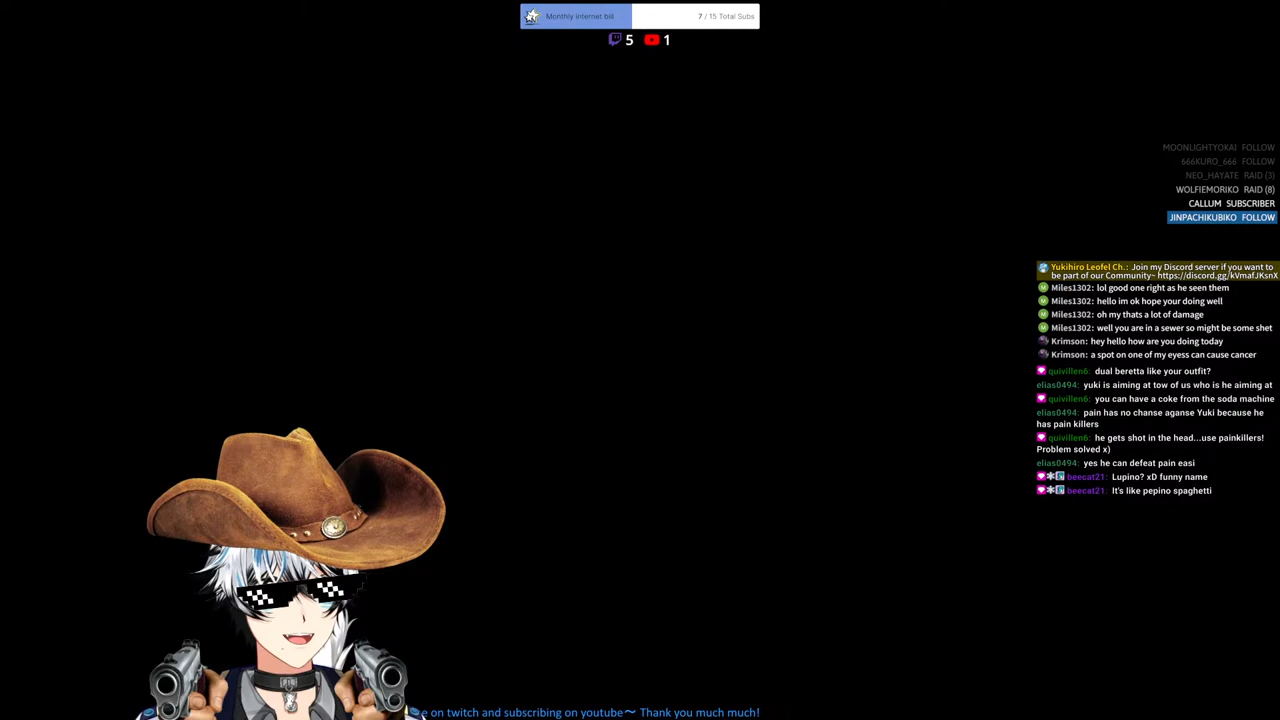 Monthly internet bill 7 / 15 Total Subs
5 1
MOONLIGHTYOKAI FOLLOW
666KURO_666 FOLLOW
NEO_HAYATE RAID (3)
WOLFIEMORIKO RAID (8)
CALLUM SUBSCRIBER
JINPACHIKUBIKO FOLLOW
Yukihiro Leofel Ch.: Join my Discord server if you want to
be part of our Community~ https://discord.gg/kVmafJKsnX
Miles1302: lol good one right as he seen them
Miles1302: hello im ok hope your doing well
Miles1302: oh my thats a lot of damage
Miles1302: well you are in a sewer so might be some shet
Krimson: hey hello how are you doing today
Krimson: a spot on one of my eyess can cause cancer
quivillen6: dual beretta like your outfit?
elias0494: yuki is aiming at tow of us who is he aiming at
quivillen6: you can have a coke from the soda machine
elias0494: pain has no chanse aganse Yuki because he
has pain killers
quivillen6: he gets shot in the head...use painkillers!
Problem solved x)
elias0494: yes he can defeat pain easi
beecat21: Lupino? xD funny name
beecat21: It's like pepino spaghetti
e on twitch and subscribing on youtube～ Thank you much much!